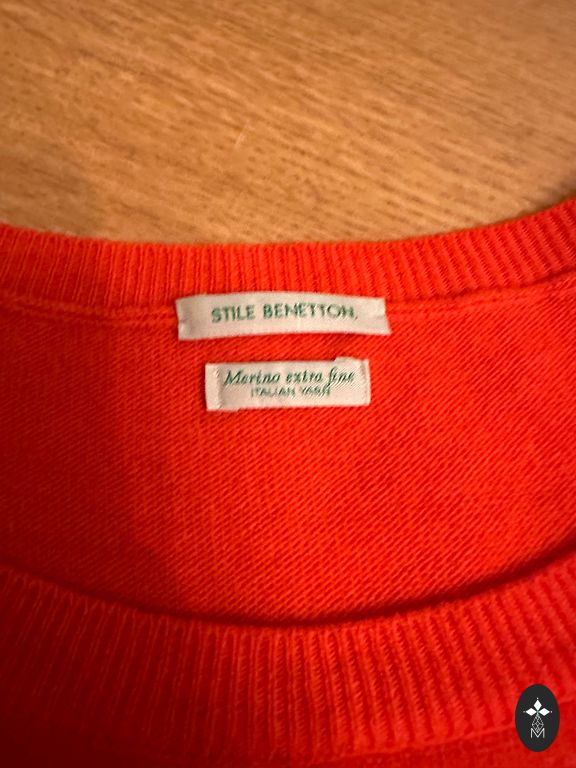 STILE BENETTON.
Merino extra fine
ITALIAN YARN
M